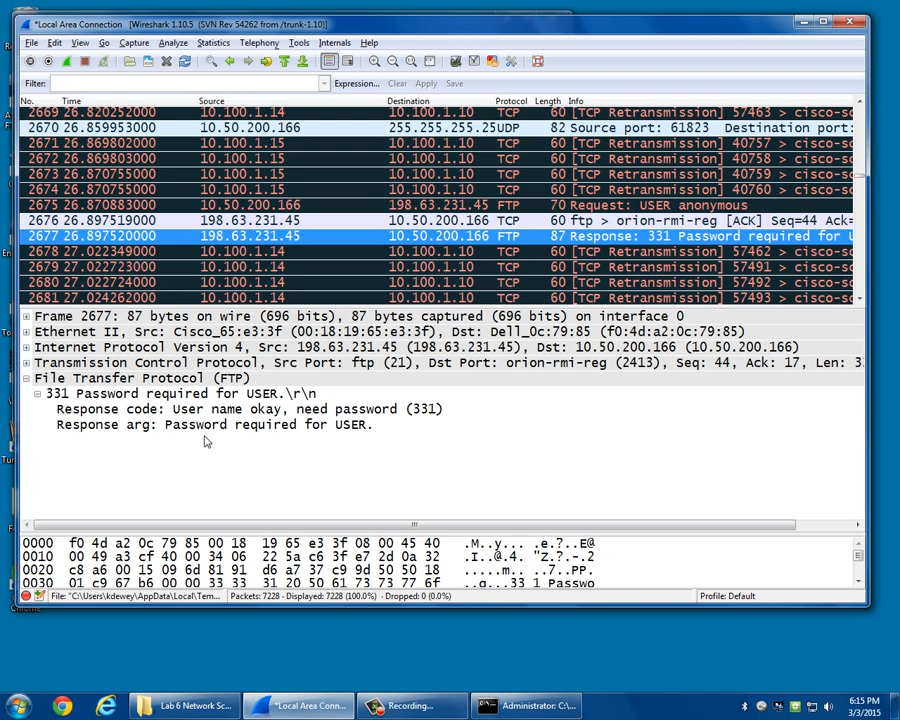 *Local Area Connection [Wireshark 1.10.5 (SVN Rev 54262 from /trunk-1.10)]
File Edit View Go Capture Analyze Statistics Telephony Tools Internals Help
Filter: Expression... Clear Apply Save
No. Time Source Destination Protocol Length Info
2669 26.820252000 10.100.1.14 10.100.1.10 TCP 60 [TCP Retransmission] 57463 > cisco-sc
2670 26.859953000 10.50.200.166 255.255.255.25 UDP 82 Source port: 61823 Destination port:
2671 26.869802000 10.100.1.15 10.100.1.10 TCP 60 [TCP Retransmission] 40757 > cisco-sc
2672 26.869803000 10.100.1.15 10.100.1.10 TCP 60 [TCP Retransmission] 40758 > cisco-sc
2673 26.870755000 10.100.1.15 10.100.1.10 TCP 60 [TCP Retransmission] 40759 > cisco-sc
2674 26.870755000 10.100.1.15 10.100.1.10 TCP 60 [TCP Retransmission] 40760 > cisco-sc
2675 26.870883000 10.50.200.166 198.63.231.45 FTP 70 Request: USER anonymous
2676 26.897519000 198.63.231.45 10.50.200.166 TCP 60 ftp > orion-rmi-reg [ACK] Seq=44 Ack=
2677 26.897520000 198.63.231.45 10.50.200.166 FTP 87 Response: 331 Password required for U
2678 27.022349000 10.100.1.14 10.100.1.10 TCP 60 [TCP Retransmission] 57462 > cisco-sc
2679 27.022723000 10.100.1.14 10.100.1.10 TCP 60 [TCP Retransmission] 57491 > cisco-sc
2680 27.022724000 10.100.1.14 10.100.1.10 TCP 60 [TCP Retransmission] 57492 > cisco-sc
2681 27.024262000 10.100.1.14 10.100.1.10 TCP 60 [TCP Retransmission] 57493 > cisco-sc
Frame 2677: 87 bytes on wire (696 bits), 87 bytes captured (696 bits) on interface 0
Ethernet II, Src: Cisco_65:e3:3f (00:18:19:65:e3:3f), Dst: Dell_0c:79:85 (f0:4d:a2:0c:79:85)
Internet Protocol Version 4, Src: 198.63.231.45 (198.63.231.45), Dst: 10.50.200.166 (10.50.200.166)
Transmission Control Protocol, Src Port: ftp (21), Dst Port: orion-rmi-reg (2413), Seq: 44, Ack: 17, Len: 3
File Transfer Protocol (FTP)
331 Password required for USER.\r\n
Response code: User name okay, need password (331)
Response arg: Password required for USER.
0000 f0 4d a2 0c 79 85 00 18 19 65 e3 3f 08 00 45 40 .M..y... .e.?..E@
0010 00 49 a3 cf 40 00 34 06 22 5a c6 3f e7 2d 0a 32 .I..@.4. "Z.?.-.2
0020 c8 a6 00 15 09 6d 81 91 d6 a7 37 c9 9d 50 50 PP.
0030 01 c9 67 b6 00 00 33 33 31 20 50 61 73 73 77 6f ..g...33 1 Passwo
File: "C:\Users\kdewey\AppData\Local\Tem... Packets: 7228 · Displayed: 7228 (100.0%) · Dropped: 0 (0.0%) Profile: Default
Lab 6 Network Sc... *Local Area Conn... Recording... Administrator: C:\... 6:15 PM
3/3/2015